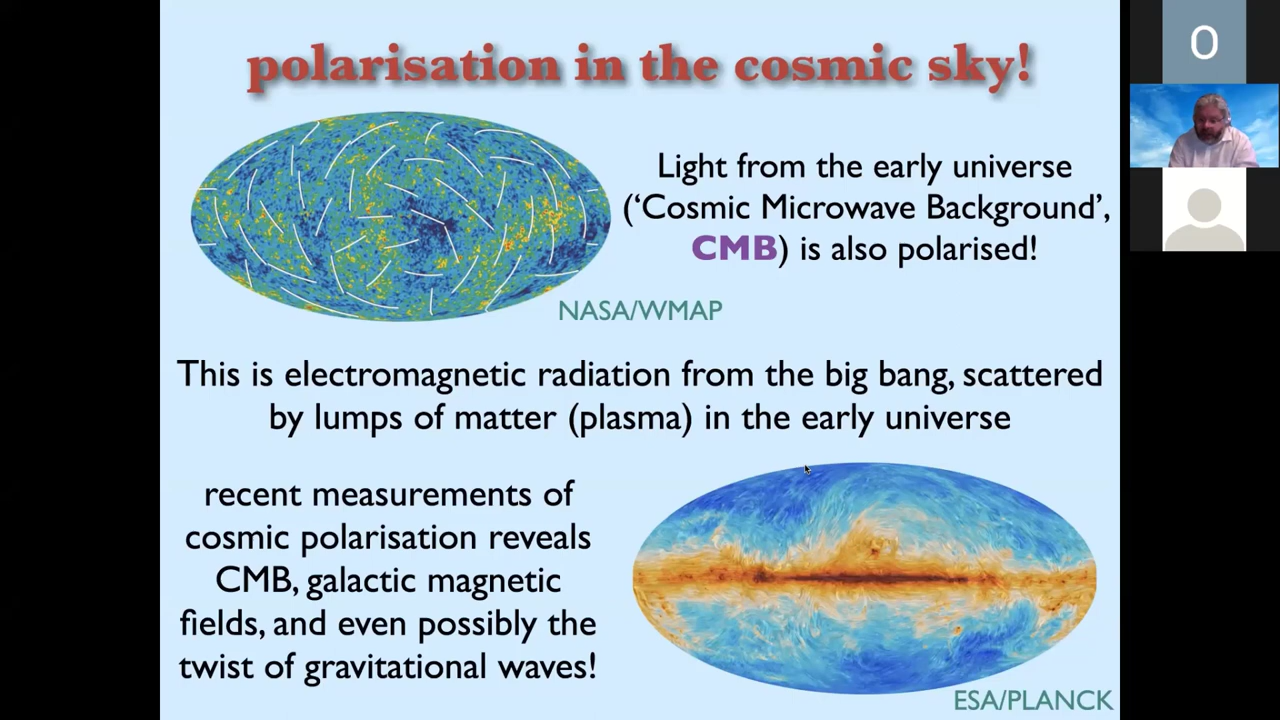 polarisation in the cosmic sky!
Light from the early universe
(‘Cosmic Microwave Background’,
CMB) is also polarised!
NASA/WMAP
This is electromagnetic radiation from the big bang, scattered
by lumps of matter (plasma) in the early universe
recent measurements of
cosmic polarisation reveals
CMB, galactic magnetic
fields, and even possibly the
twist of gravitational waves!
ESA/PLANCK
O